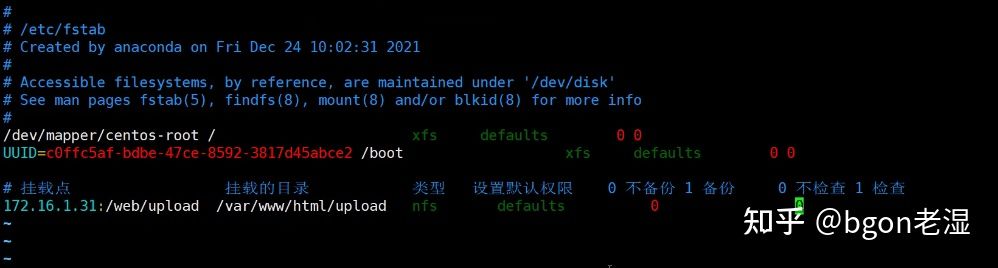 #
# /etc/fstab
# Created by anaconda on Fri Dec 24 10:02:31 2021
#
# Accessible filesystems, by reference, are maintained under '/dev/disk'
# See man pages fstab(5), findfs(8), mount(8) and/or blkid(8) for more info
#
/dev/mapper/centos-root / xfs defaults 0 0
UUID=c0ffc5af-bdbe-47ce-8592-3817d45abce2 /boot xfs defaults 0 0
# 挂载点 挂载的目录 类型 设置默认权限 0 不备份 1 备份 0 不检查 1 检查
172.16.1.31:/web/upload /var/www/html/upload nfs defaults 0 0
~
~
~
知乎 @bgon老湿